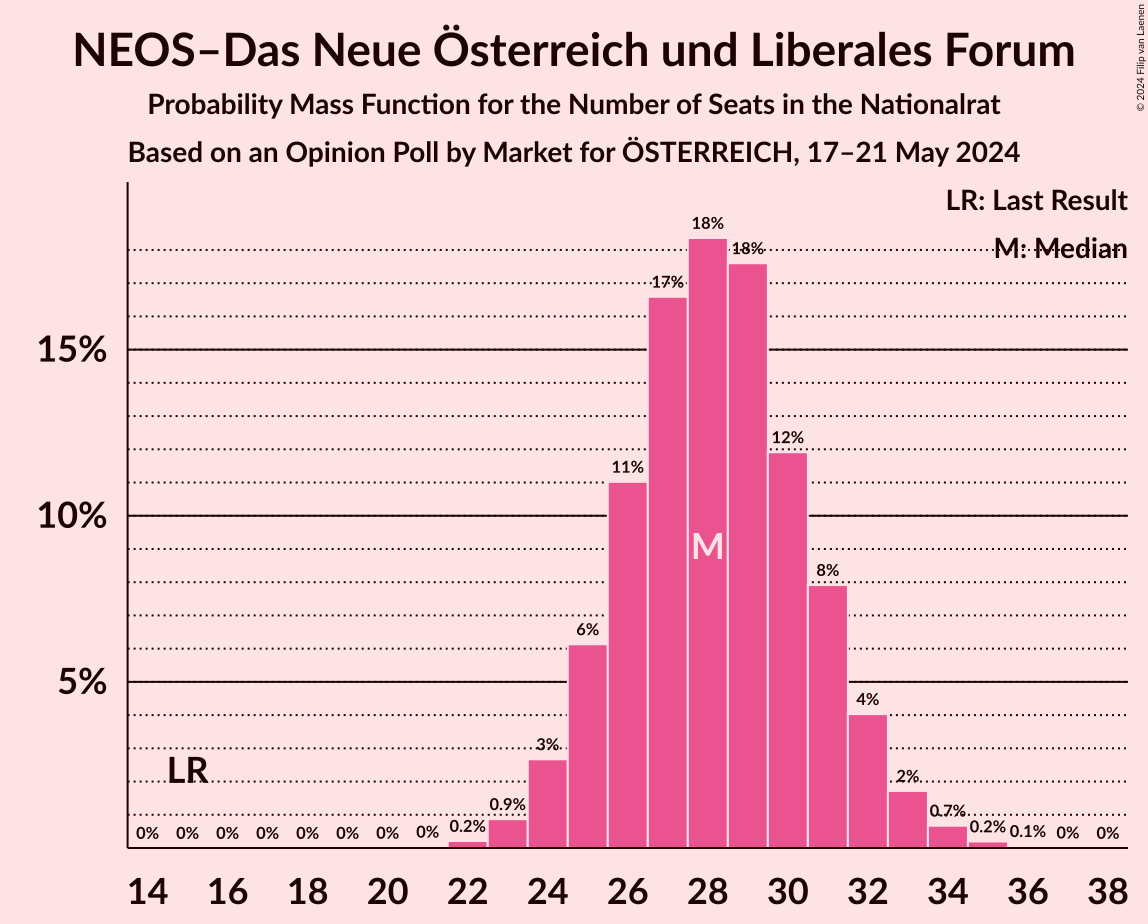 NEOS–Das Neue Österreich und Liberales Forum
Probability Mass Function for the Number of Seats in the Nationalrat
Based on an Opinion Poll by Market for ÖSTERREICH, 17–21 May 2024
© 2024 Filip van Laenen
LR: Last Result
M: Median
15%
10%
5%
LR
M
0% 0% 0% 0% 0% 0% 0% 0% 0.2% 0.9% 3% 6% 11% 17% 18% 18% 12% 8% 4% 2% 0.7% 0.2% 0.1% 0% 0%
14 16 18 20 22 24 26 28 30 32 34 36 38